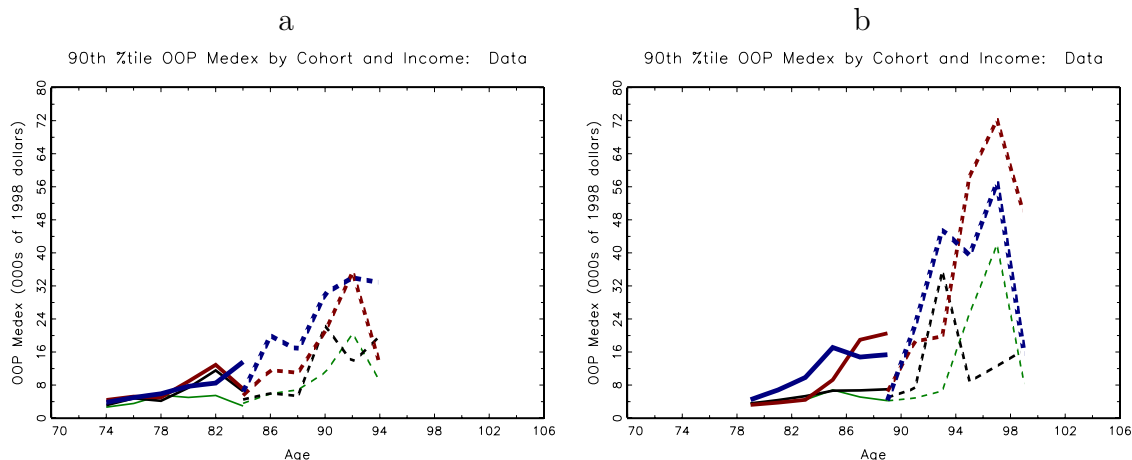 a
b
90th %tile OOP Medex by Cohort and Income: Data
90th %tile OOP Medex by Cohort and Income: Data
OOP Medex (000s of 1998 dollars)
80
72
64
56
48
40
32
24
16
8
0
70 74 78 82 86 90 94 98 102 106
Age
OOP Medex (000s of 1998 dollars)
80
72
64
56
48
40
32
24
16
8
0
70 74 78 82 86 90 94 98 102 106
Age